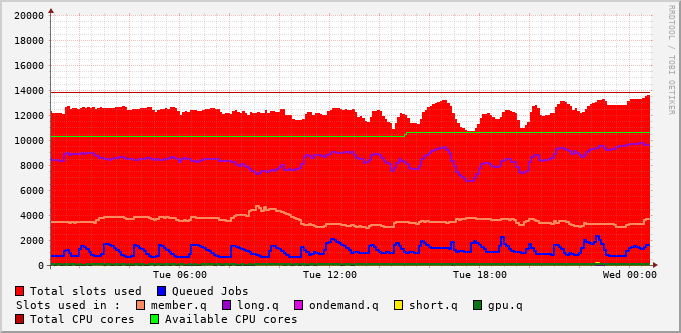 RRDTOOL / TOBI OETIKER
20000
18000
16000
14000
12000
10000
8000
6000
4000
2000
0
Tue 06:00 Tue 12:00 Tue 18:00 Wed 00:00
Total slots used Queued Jobs
Slots used in : member.q long.q ondemand.q short.q gpu.q
Total CPU cores Available CPU cores